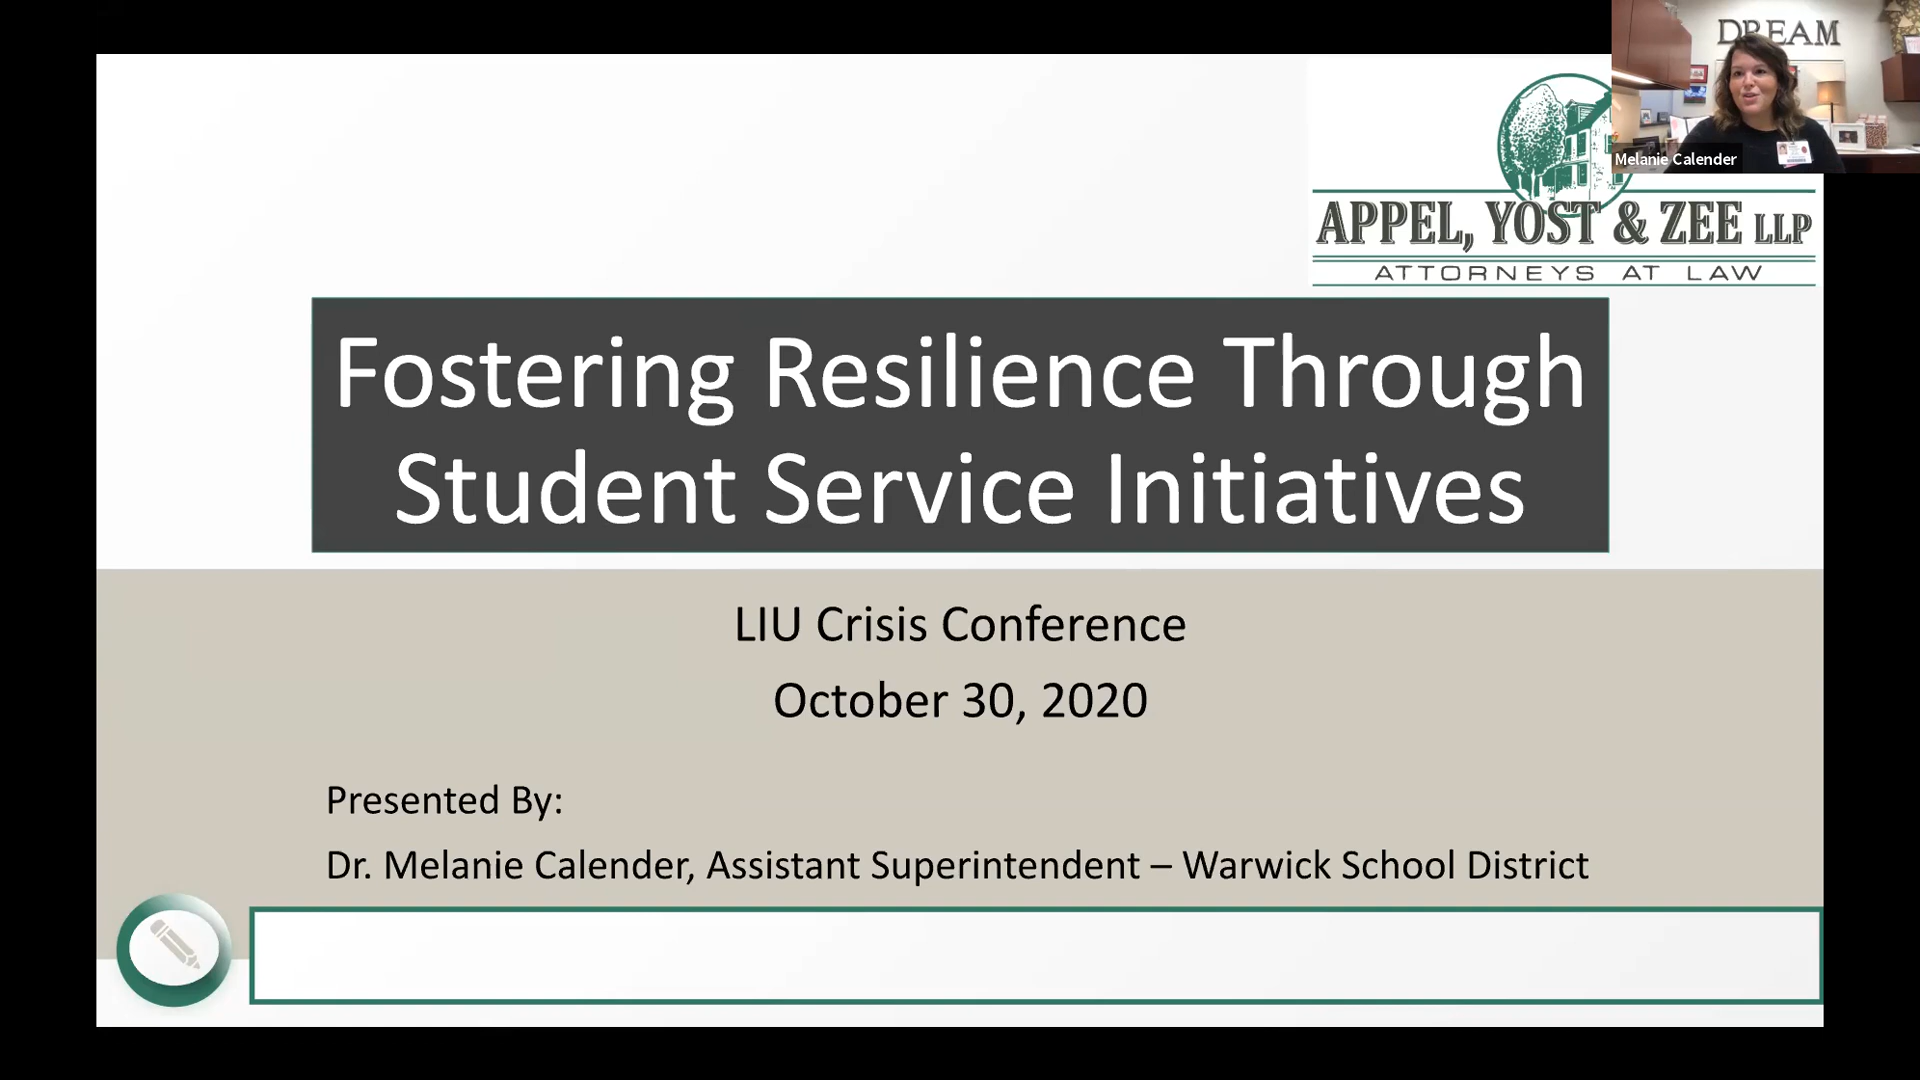 DREAM
Melanie Calender
APPEL, YOST & ZEE LLP
ATTORNEYS AT LAW
Fostering Resilience Through
Student Service Initiatives
LIU Crisis Conference
October 30, 2020
Presented By:
Dr. Melanie Calender, Assistant Superintendent – Warwick School District